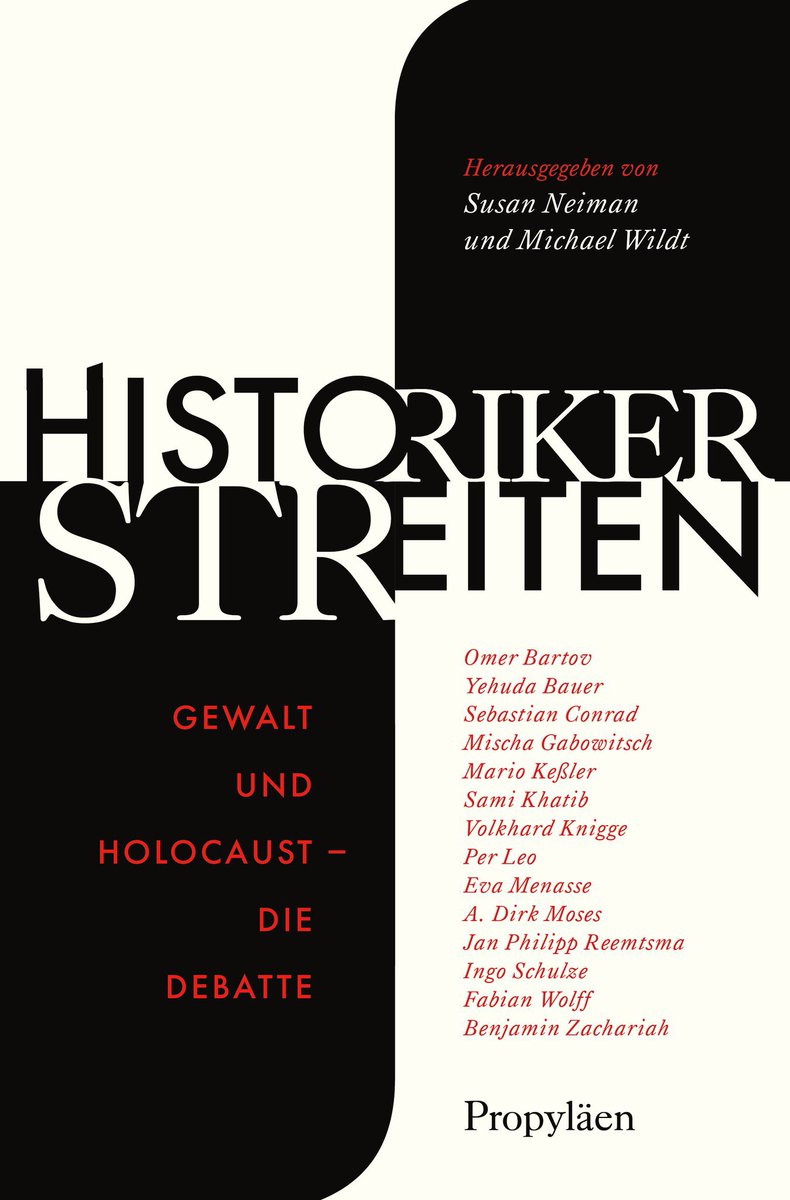 Herausgegeben von
Susan Neiman
und Michael Wildt
HISTORIKER
STREITEN
GEWALT
UND
HOLOCAUST –
DIE
DEBATTE
Omer Bartov
Yehuda Bauer
Sebastian Conrad
Mischa Gabowitsch
Mario Keßler
Sami Khatib
Volkhard Knigge
Per Leo
Eva Menasse
A. Dirk Moses
Jan Philipp Reemtsma
Ingo Schulze
Fabian Wolff
Benjamin Zachariah
Propyläen